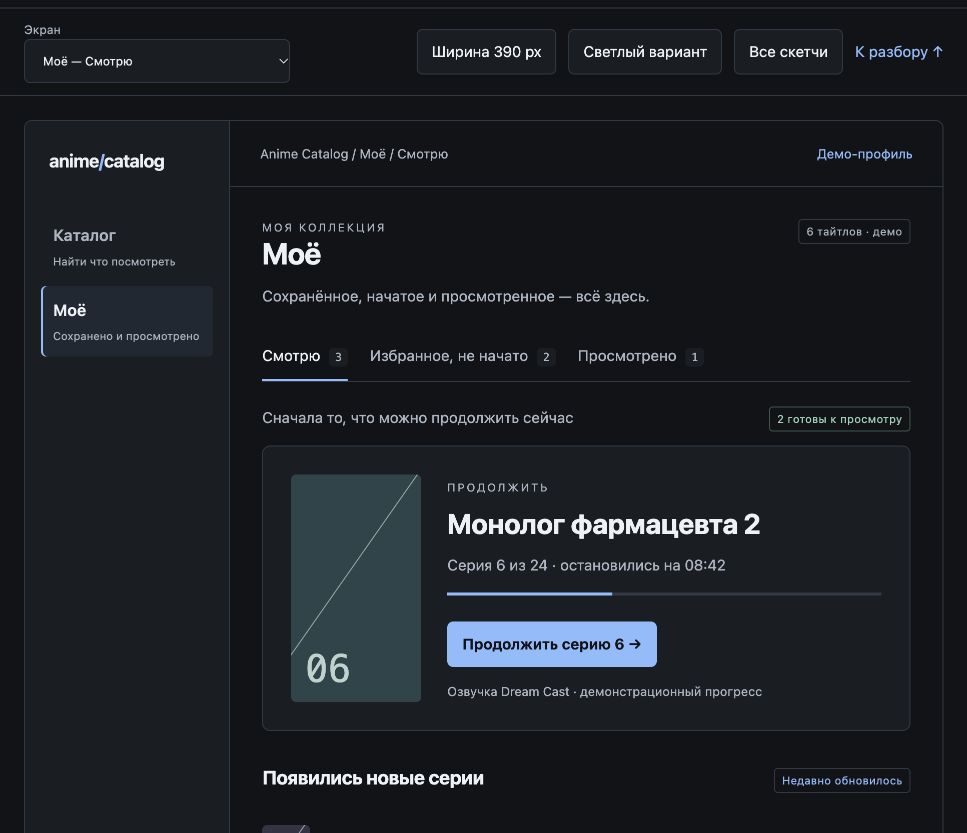 Экран
Моё — Смотрю
Ширина 390 px
Светлый вариант
Все скетчи
К разбору ↑
anime/catalog
Anime Catalog / Моё / Смотрю
Демо-профиль
Каталог
Найти что посмотреть
Моё
Сохранено и просмотрено
МОЯ КОЛЛЕКЦИЯ
Моё
6 тайтлов · демо
Сохранённое, начатое и просмотренное — всё здесь.
Смотрю 3
Избранное, не начато 2
Просмотрено 1
Сначала то, что можно продолжить сейчас
2 готовы к просмотру
06
ПРОДОЛЖИТЬ
Монолог фармацевта 2
Серия 6 из 24 · остановились на 08:42
Продолжить серию 6 →
Озвучка Dream Cast · демонстрационный прогресс
Появились новые серии
Недавно обновилось